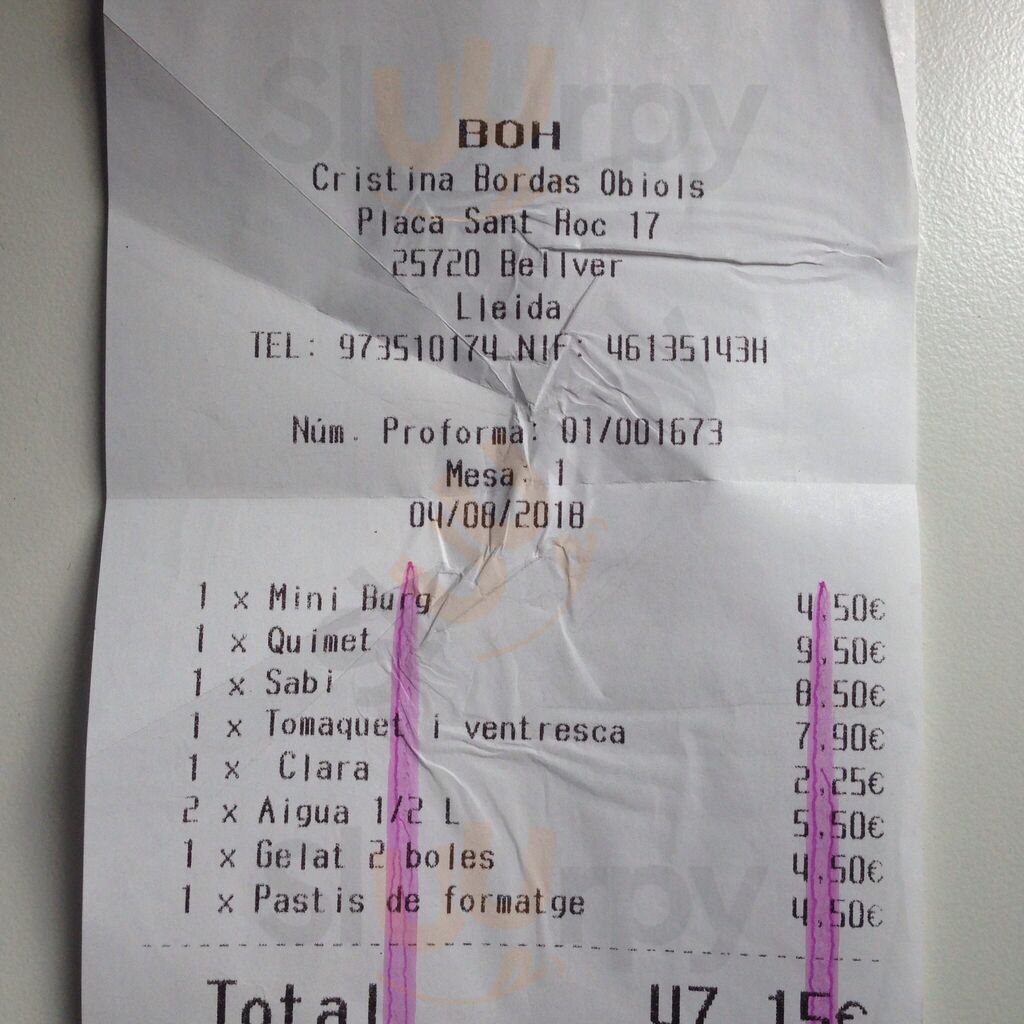 Slurpy
BOH
Cristina Bordas Obiols
Placa Sant Roc 17
25720 Bellver
Lleida
TEL: 973510174 NIF: 46135143H
Núm. Proforma: 01/001673
Mesa: 1
04/08/2018
1 x Mini Burg 4,50€
1 x Quimet 9,50€
1 x Sabi 8,50€
1 x Tomaquet i ventresca 7,90€
1 x Clara 2,25€
2 x Aigua 1/2 L 5,50€
1 x Gelat 2 boles 4,50€
1 x Pastis de formatge 4,50€
Slurpy
Total 47,15€